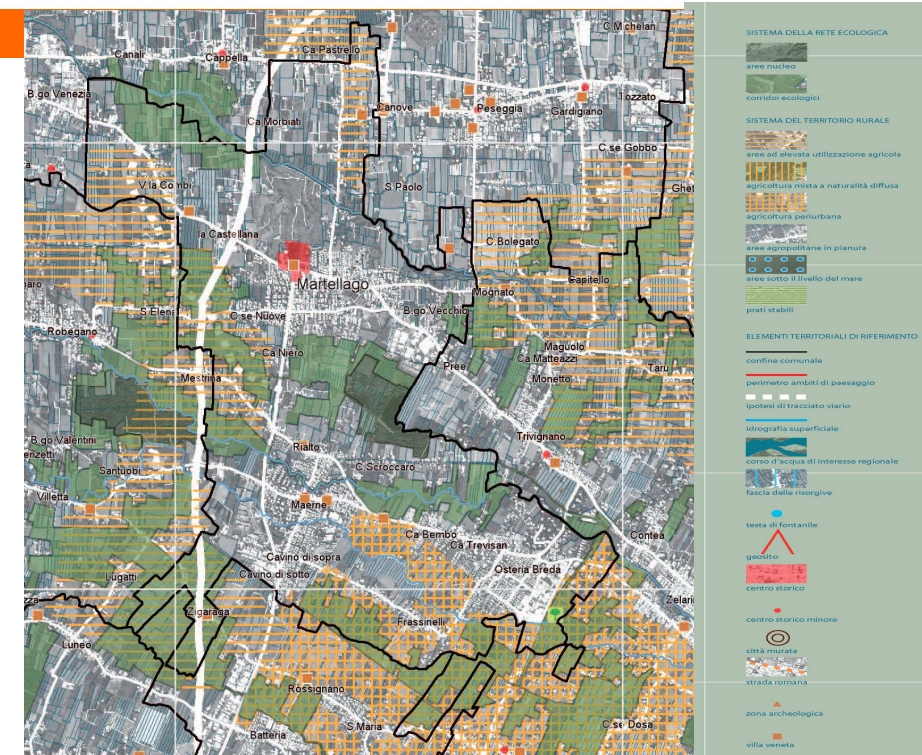 C.Michelan
Ca Pastrello
Canali
Cappella
B.go Venezia
Canove
Peseggia
Gardigiano
Tozzato
Ca Morbiati
C.se Gobbo
V.la Combi
S.Paolo
la Castellana
C.Bolegato
Martellago
Capitello
Mognato
S.Elena
C.se Nuove
B.go Vecchio
Robegano
Ca Niero
Maguolo
Ca Matteazzi
Pree
Mestrina
Monetto
Taru
Trivignano
B.go Valentini
Rialto
C.Scroccaro
Santuobi
Villetta
Maerne
Ca Bembo
Contea
Ca Trevisan
Cavino di sopra
Osteria Breda
Lugatti
Cavino di sotto
Zigaraga
Frassinelli
Luneo
Rossignano
S.Maria
C.se Dosa
Batteria
SISTEMA DELLA RETE ECOLOGICA
aree nucleo
corridoi ecologici
SISTEMA DEL TERRITORIO RURALE
aree ad elevata utilizzazione agricola
agricoltura mista a naturalità diffusa
agricoltura periurbana
aree agropolitane in pianura
aree sotto il livello del mare
prati stabili
ELEMENTI TERRITORIALI DI RIFERIMENTO
confine comunale
perimetro ambiti di paesaggio
ipotesi di tracciato viario
idrografia superficiale
corso d'acqua di interesse regionale
fascia delle risorgive
testa di fontanile
geosito
centro storico
centro storico minore
città murata
strada romana
zona archeologica
villa veneta